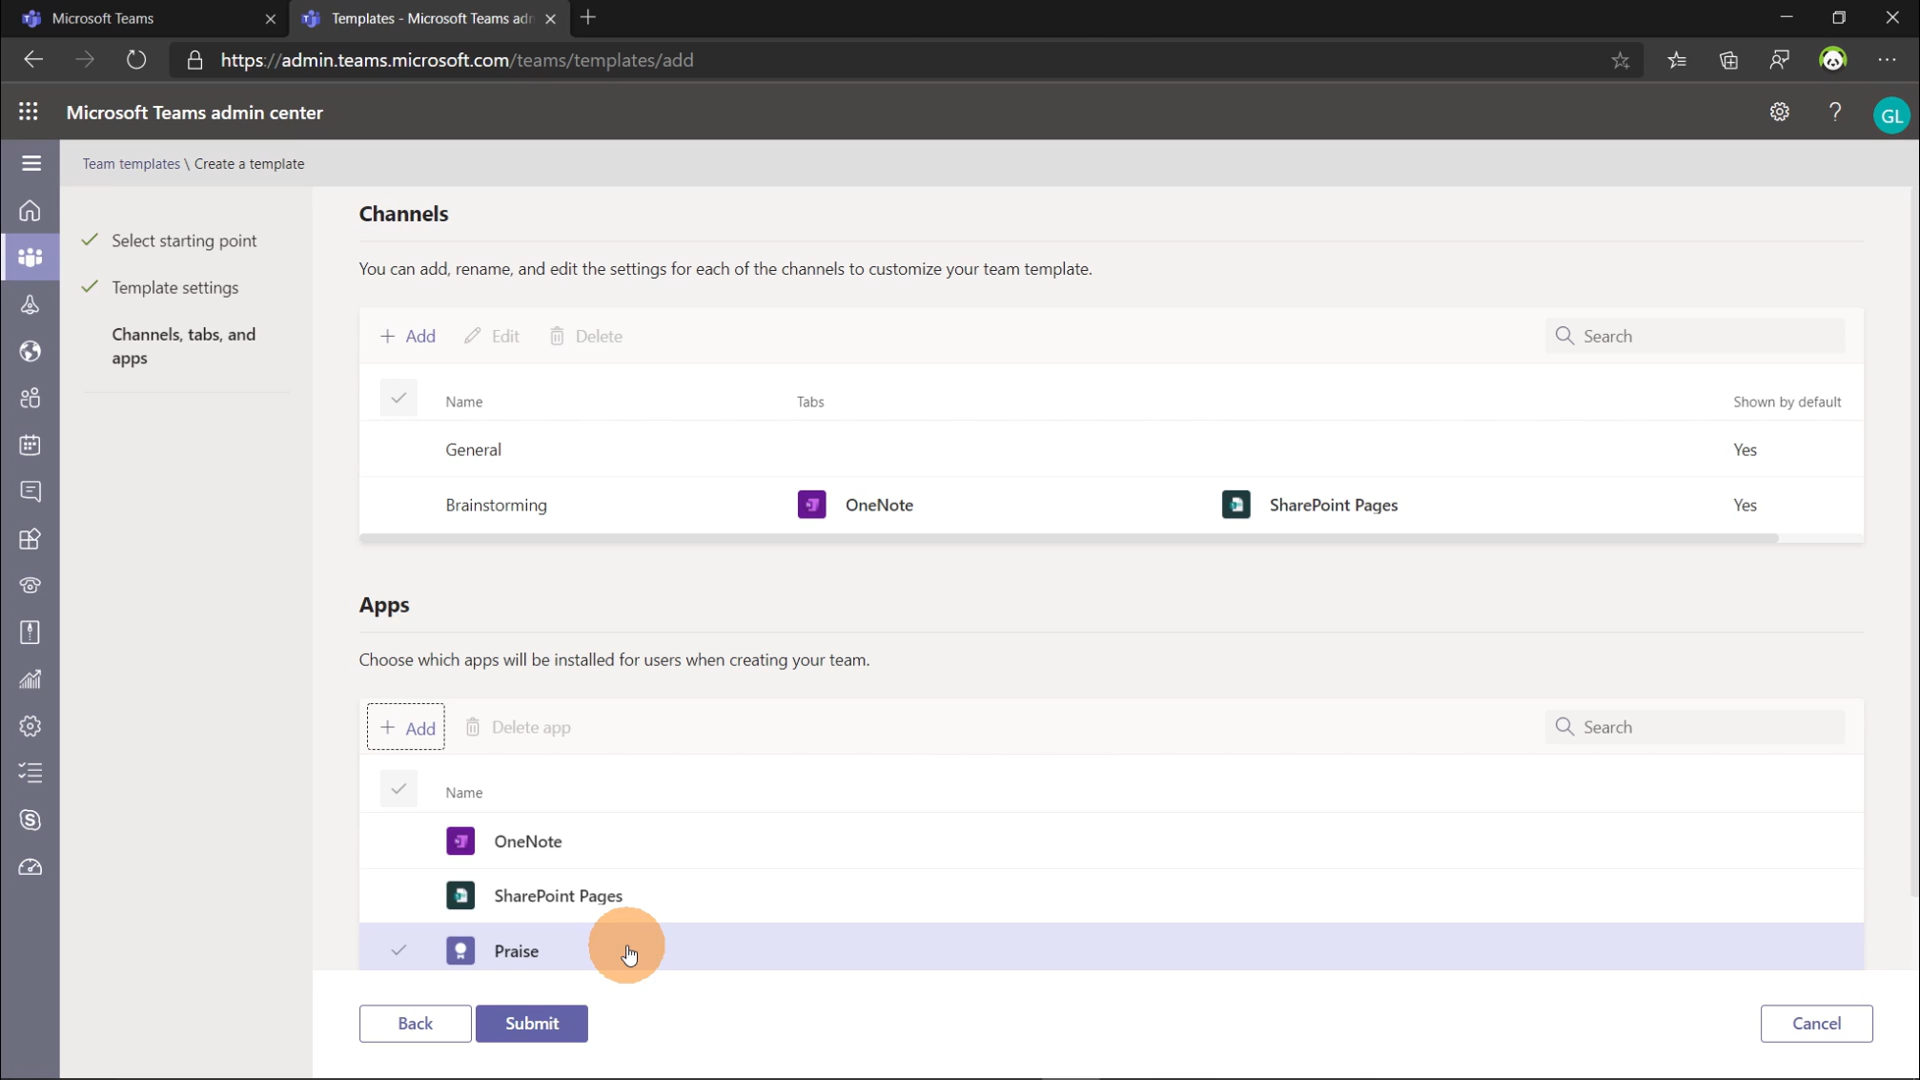 Microsoft Teams
Templates - Microsoft Teams adm
https://admin.teams.microsoft.com/teams/templates/add
Microsoft Teams admin center
GL
Team templates \ Create a template
Select starting point
Template settings
Channels, tabs, and
apps
Channels
You can add, rename, and edit the settings for each of the channels to customize your team template.
+ Add Edit Delete Search
Name Tabs Shown by default
General Yes
Brainstorming OneNote SharePoint Pages Yes
Apps
Choose which apps will be installed for users when creating your team.
+ Add Delete app Search
Name
OneNote
SharePoint Pages
Praise
Back Submit Cancel